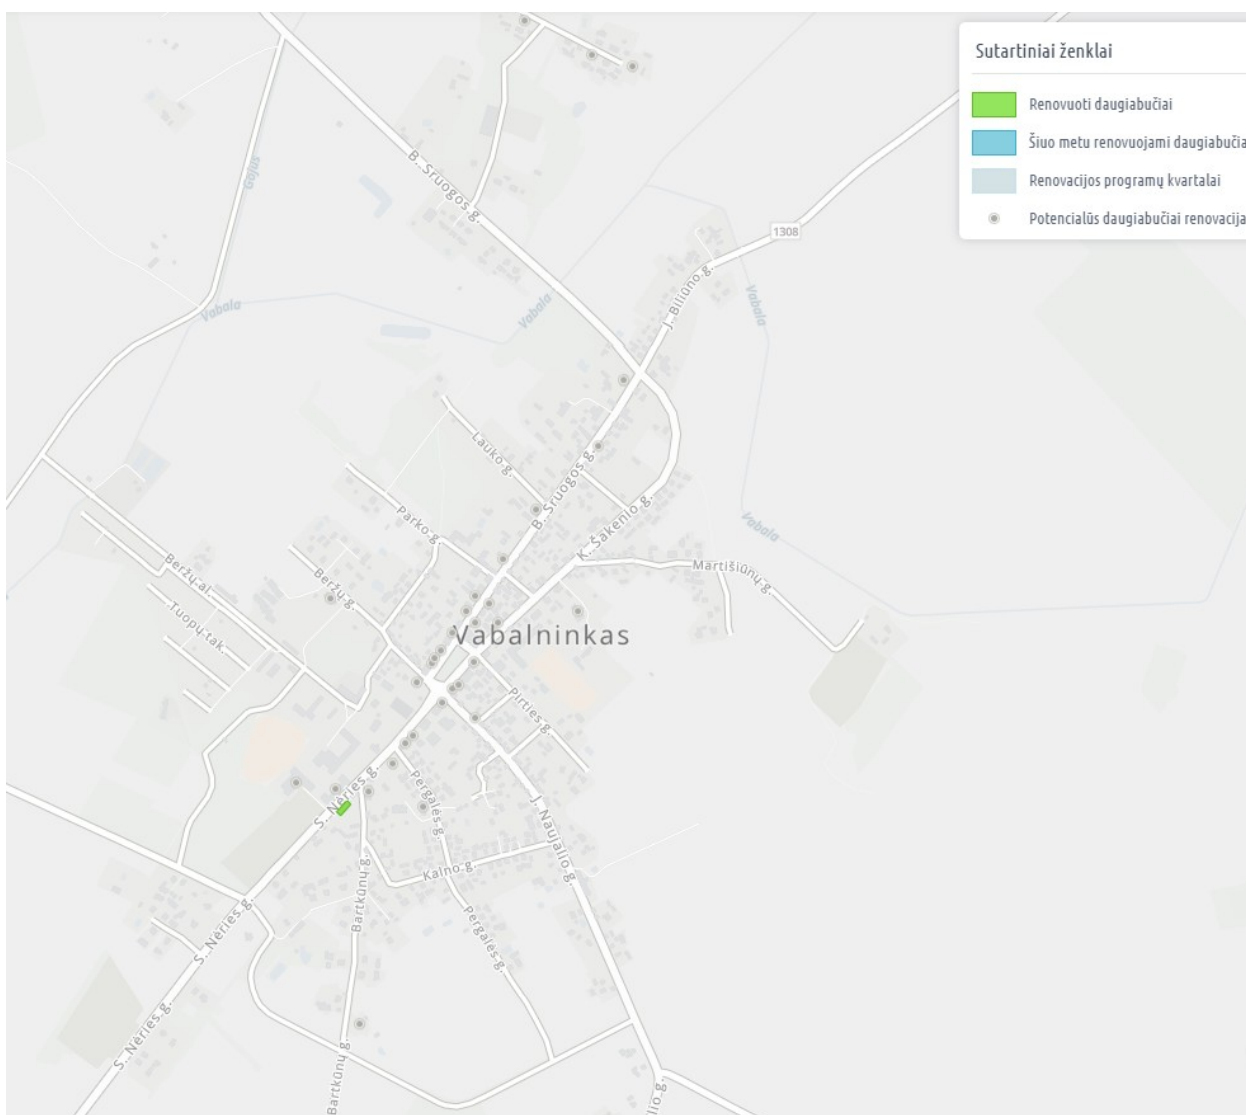 Sutartiniai ženklai
Renovuoti daugiabučiai
Šiuo metu renovuojami daugiabučia
Renovacijos programų kvartalai
Potencialūs daugiabučiai renovacija
B. Sruogos g.
Gojus
1308
Vabala
Vabala
Vabala
J. Biliūno g.
Lauko g.
B. Sruogos g.
K. Šakenio g.
Parko g.
Vabala
Beržų al.
Beržų g.
Martišiūnų g.
Tuopų tak.
Vabalninkas
Pirties g.
S. Nėries g.
Pergalės g.
J. Naujalio g.
Kalno g.
Bartkūnų g.
S. Nėries g.
Pergalės g.
S. Nėries g.
Bartkūnų g.
lio g.